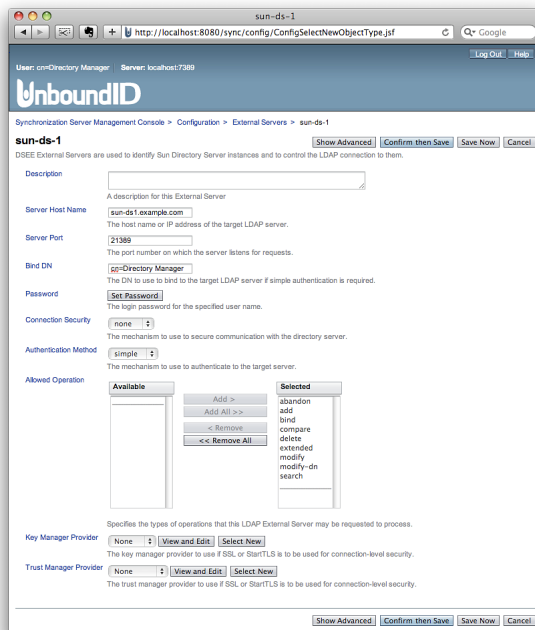 sun-ds-1
http://localhost:8080/sync/config/ConfigSelectNewObjectType.jsf
Google
Log Out Help
User: cn=Directory Manager Server: localhost:7389
UnboundID
Synchronization Server Management Console > Configuration > External Servers > sun-ds-1
sun-ds-1
Show Advanced Confirm then Save Save Now Cancel
DSEE External Servers are used to identify Sun Directory Server instances and to control the LDAP connection to them.
Description
A description for this External Server
Server Host Name
sun-ds1.example.com
The host name or IP address of the target LDAP server.
Server Port
21389
The port number on which the server listens for requests.
Bind DN
cn=Directory Manager
The DN to use to bind to the target LDAP server if simple authentication is required.
Password
Set Password
The login password for the specified user name.
Connection Security
none
The mechanism to use to secure communication with the directory server.
Authentication Method
simple
The mechanism to use to authenticate to the target server.
Allowed Operation
Available
Add >
Add All >>
< Remove
<< Remove All
Selected
abandon
add
bind
compare
delete
extended
modify
modify-dn
search
Specifies the types of operations that this LDAP External Server may be requested to process.
Key Manager Provider
None View and Edit Select New
The key manager provider to use if SSL or StartTLS is to be used for connection-level security.
Trust Manager Provider
None View and Edit Select New
The trust manager provider to use if SSL or StartTLS is to be used for connection-level security.
Show Advanced Confirm then Save Save Now Cancel